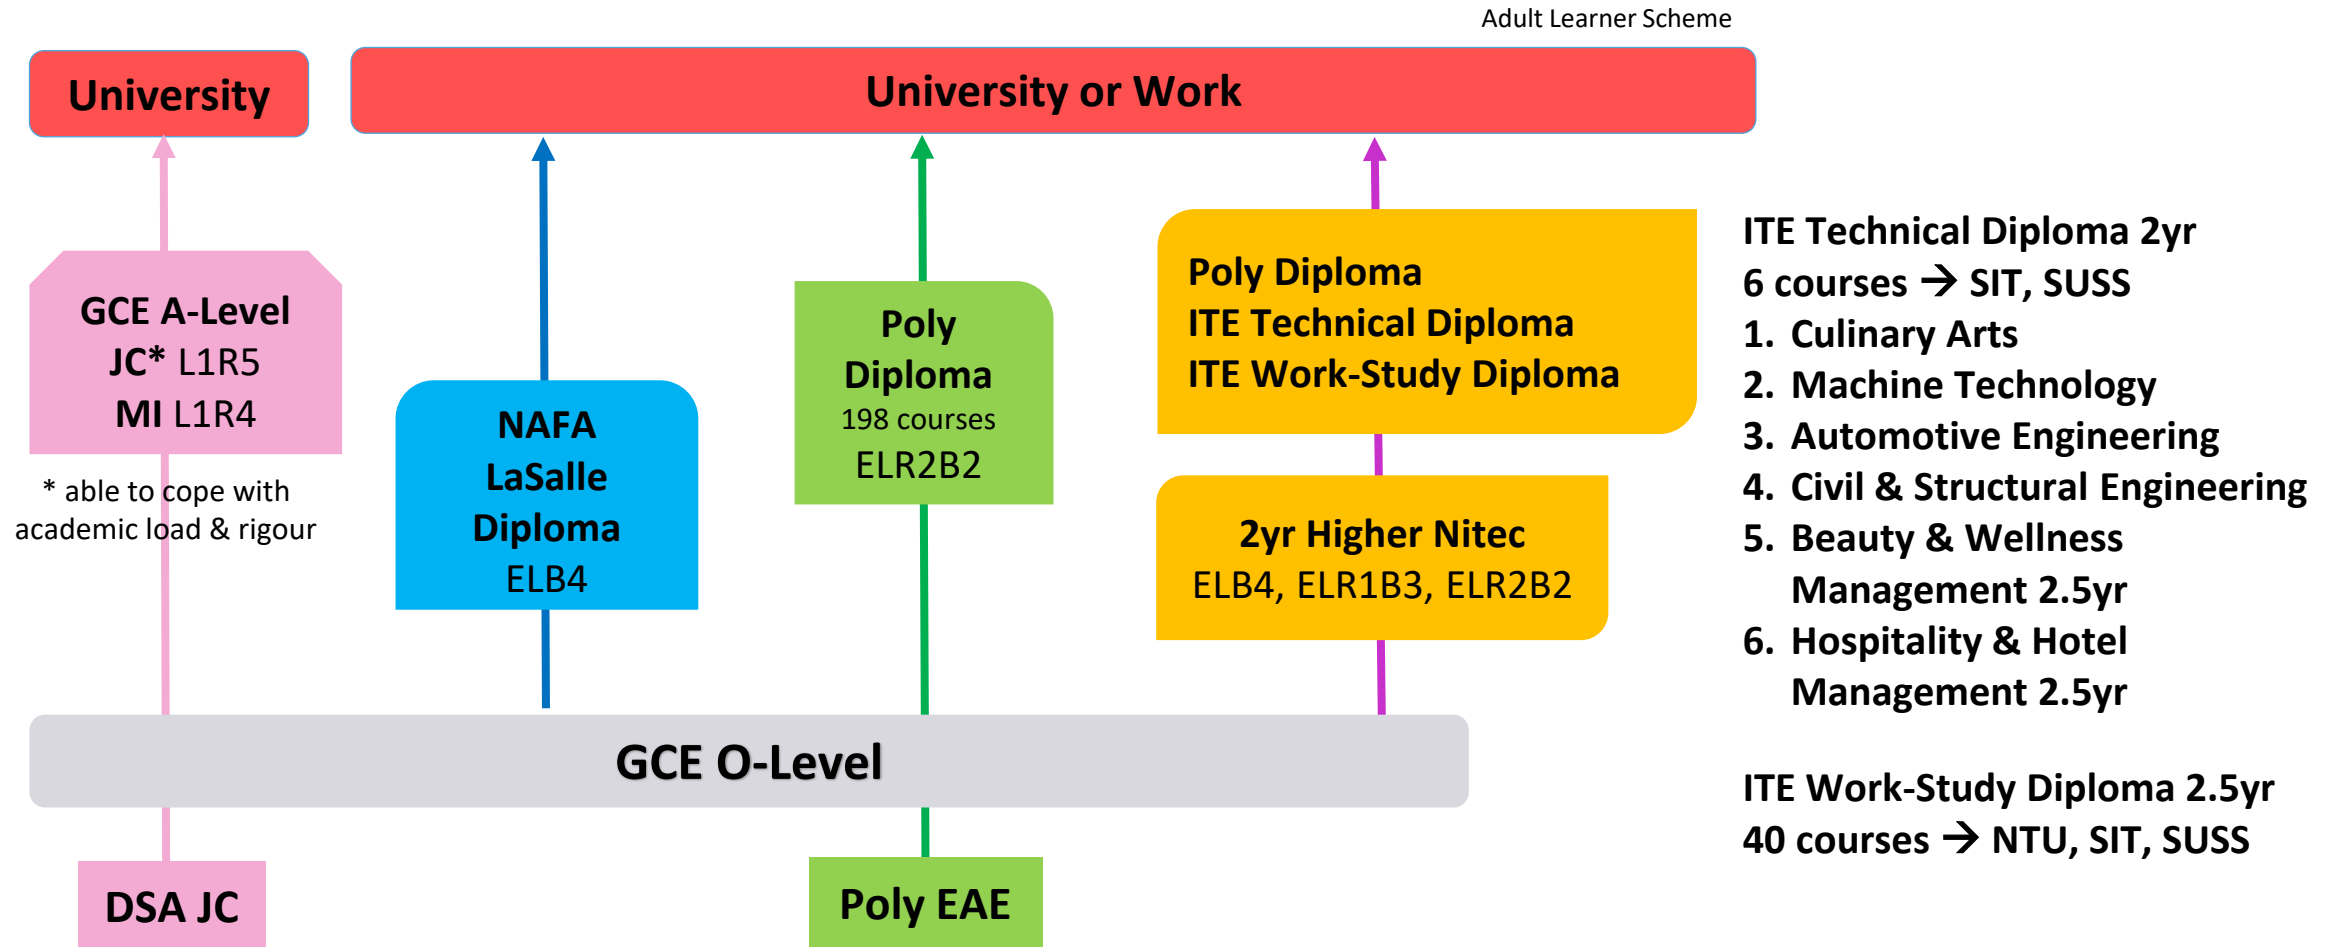 Adult Learner Scheme
University
University or Work
GCE A-Level
JC* L1R5
MI L1R4
* able to cope with
academic load & rigour
NAFA
LaSalle
Diploma
ELB4
Poly
Diploma
198 courses
ELR2B2
Poly Diploma
ITE Technical Diploma
ITE Work-Study Diploma
2yr Higher Nitec
ELB4, ELR1B3, ELR2B2
GCE O-Level
DSA JC
Poly EAE
ITE Technical Diploma 2yr
6 courses → SIT, SUSS
1. Culinary Arts
2. Machine Technology
3. Automotive Engineering
4. Civil & Structural Engineering
5. Beauty & Wellness
Management 2.5yr
6. Hospitality & Hotel
Management 2.5yr
ITE Work-Study Diploma 2.5yr
40 courses → NTU, SIT, SUSS